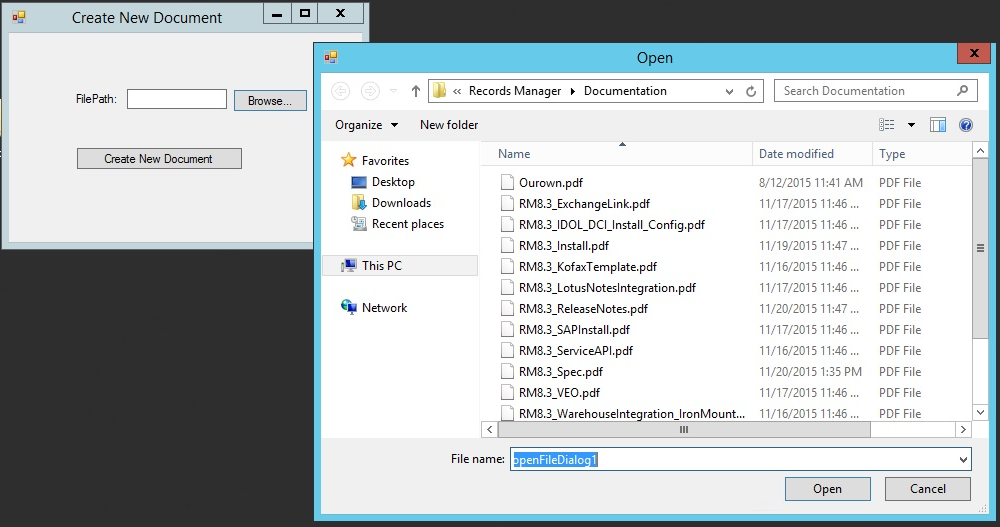 Create New Document
FilePath:
Browse...
Create New Document
Open
« Records Manager Documentation
Search Documentation
Organize New folder
Favorites
Desktop
Downloads
Recent places
This PC
Network
Name Date modified Type
Ourown.pdf 8/12/2015 11:41 AM PDF File
RM8.3_ExchangeLink.pdf 11/17/2015 11:46 ... PDF File
RM8.3_IDOL_DCI_Install_Config.pdf 11/17/2015 11:46 ... PDF File
RM8.3_Install.pdf 11/19/2015 11:47 ... PDF File
RM8.3_KofaxTemplate.pdf 11/16/2015 11:46 ... PDF File
RM8.3_LotusNotesIntegration.pdf 11/17/2015 11:46 ... PDF File
RM8.3_ReleaseNotes.pdf 11/20/2015 11:47 ... PDF File
RM8.3_SAPInstall.pdf 11/17/2015 11:46 ... PDF File
RM8.3_ServiceAPI.pdf 11/16/2015 11:46 ... PDF File
RM8.3_Spec.pdf 11/20/2015 1:35 PM PDF File
RM8.3_VEO.pdf 11/17/2015 11:46 ... PDF File
RM8.3_WarehouseIntegration_IronMount... 11/16/2015 11:46 ... PDF File
File name: openFileDialog1
Open Cancel